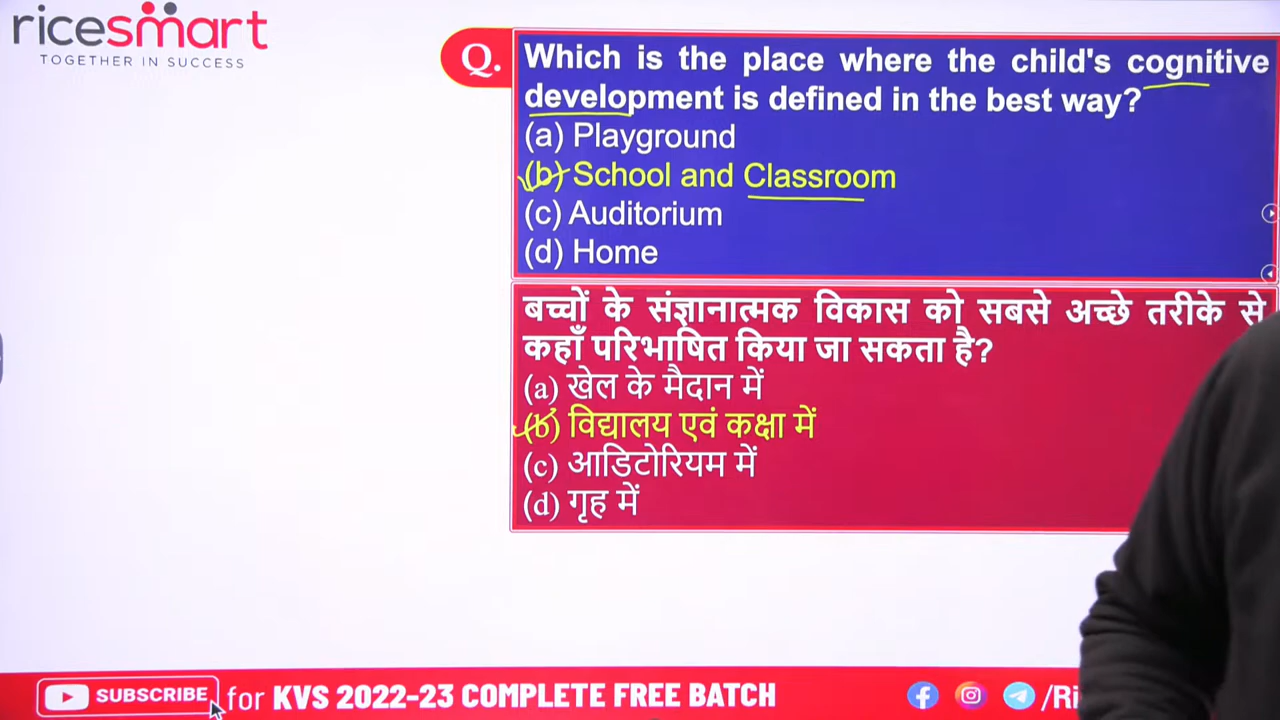 ricesmart
TOGETHER IN SUCCESS
Q.
Which is the place where the child's cognitive
development is defined in the best way?
(a) Playground
(b) School and Classroom
(c) Auditorium
(d) Home
बच्चों के संज्ञानात्मक विकास को सबसे अच्छे तरीके से
कहाँ परिभाषित किया जा सकता है?
(a) खेल के मैदान में
(b) विद्यालय एवं कक्षा में
(c) आडिटोरियम में
(d) गृह में
SUBSCRIBE for KVS 2022-23 COMPLETE FREE BATCH
/Ri